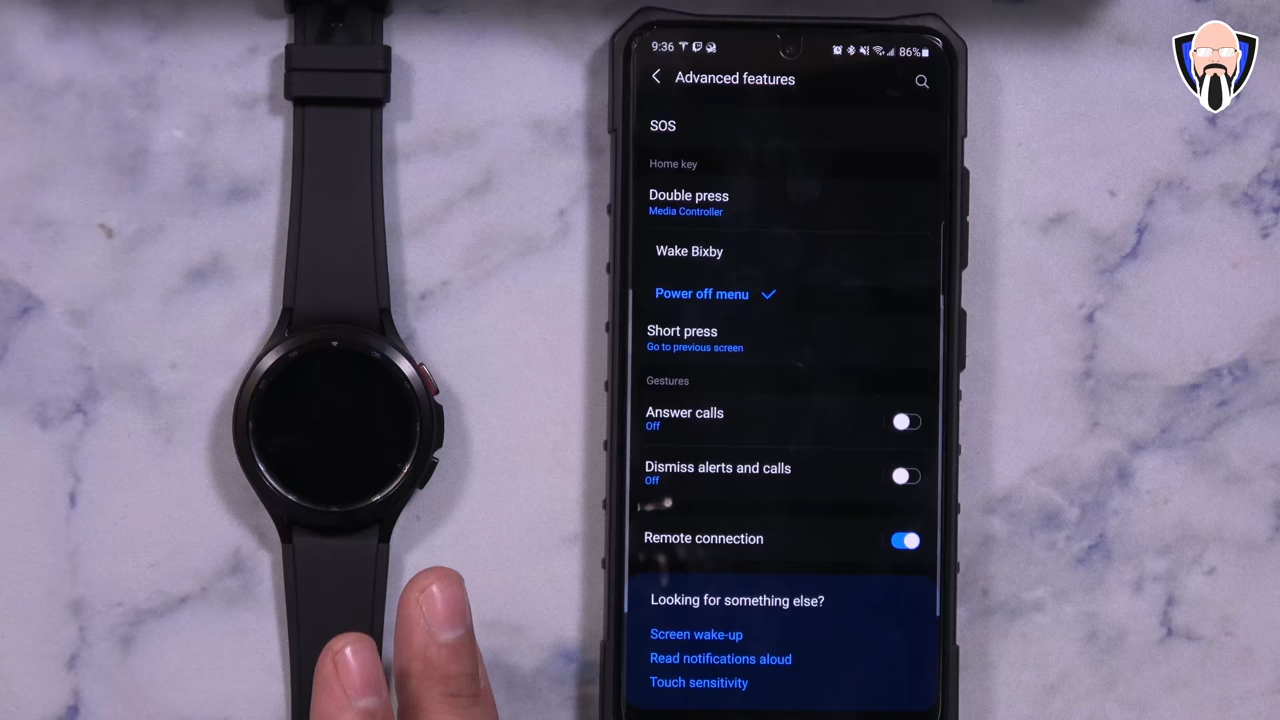 9:36
86%
Advanced features
SOS
Home key
Double press
Media Controller
Wake Bixby
Power off menu
Short press
Go to previous screen
Gestures
Answer calls
Off
Dismiss alerts and calls
Off
Remote connection
Looking for something else?
Screen wake-up
Read notifications aloud
Touch sensitivity